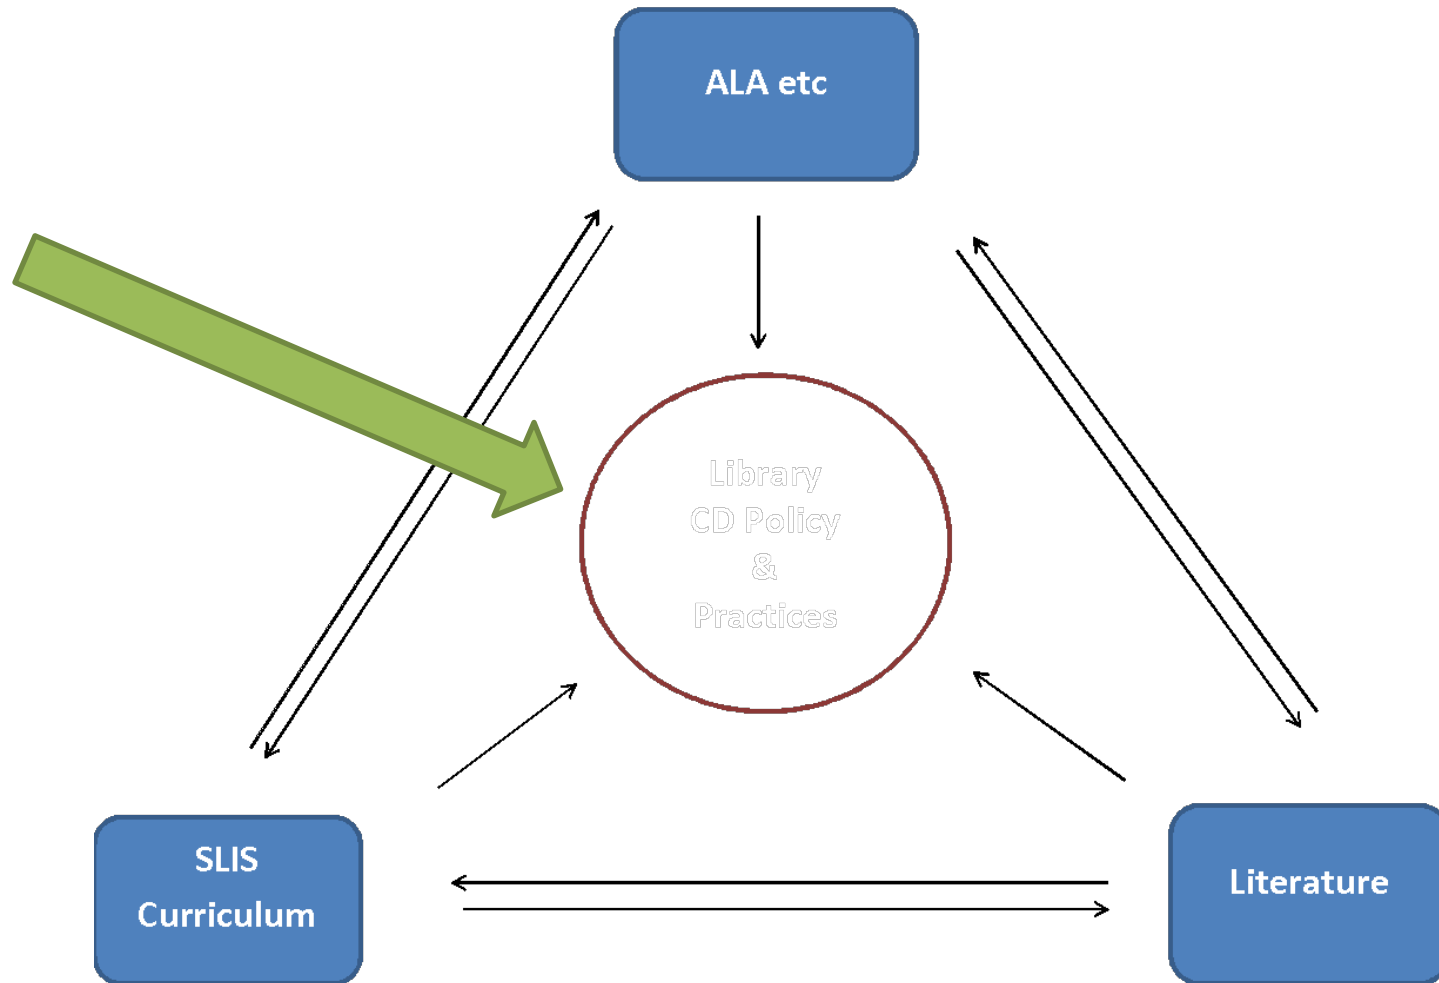 ALA etc
Library
CD Policy
&
Practices
SLIS
Curriculum
Literature